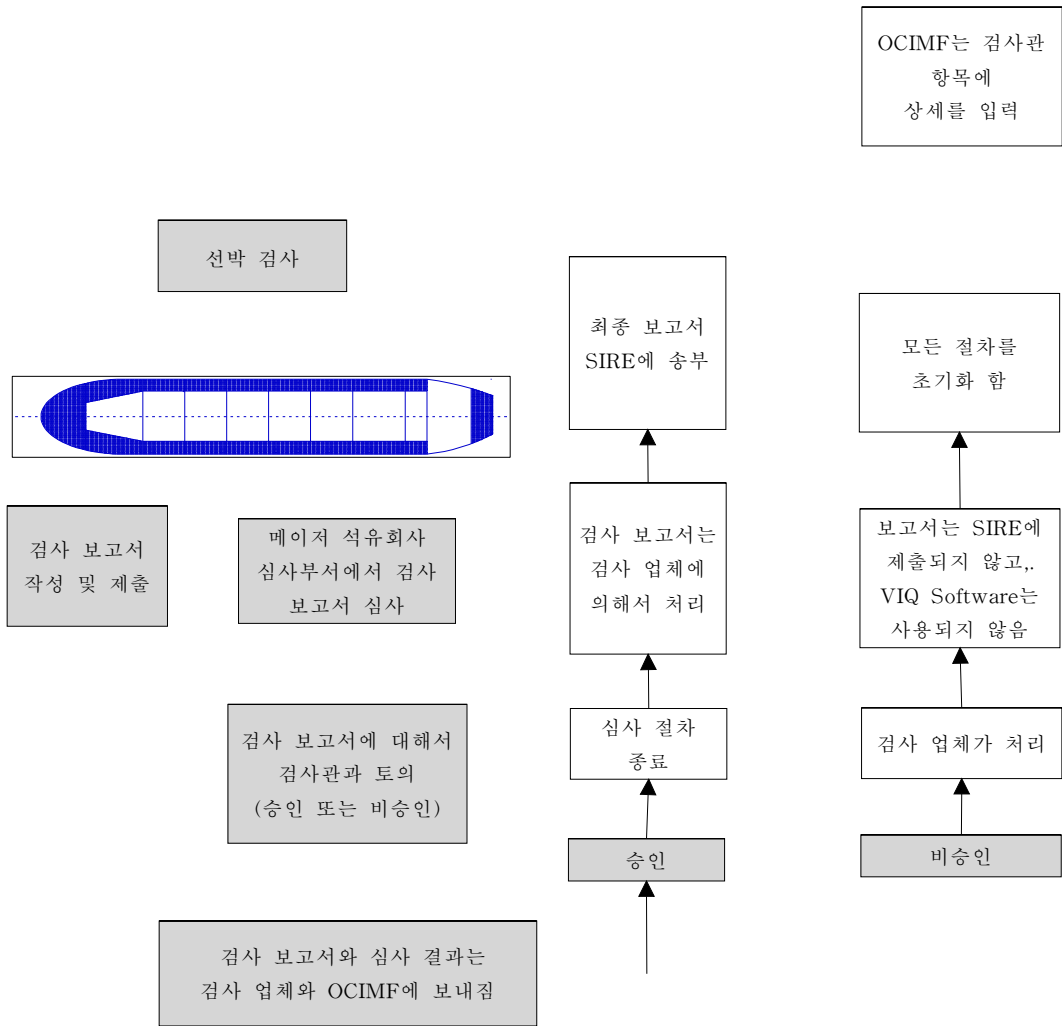 OCIMF는 검사관
항목에
상세를 입력
선박 검사
최종 보고서
SIRE에 송부
모든 절차를
초기화 함
검사 보고서
작성 및 제출
메이저 석유회사
심사부서에서 검사
보고서 심사
검사 보고서는
검사 업체에
의해서 처리
보고서는 SIRE에
제출되지 않고,.
VIQ Software는
사용되지 않음
검사 보고서에 대해서
검사관과 토의
(승인 또는 비승인)
심사 절차
종료
검사 업체가 처리
승인
비승인
검사 보고서와 심사 결과는
검사 업체와 OCIMF에 보내짐